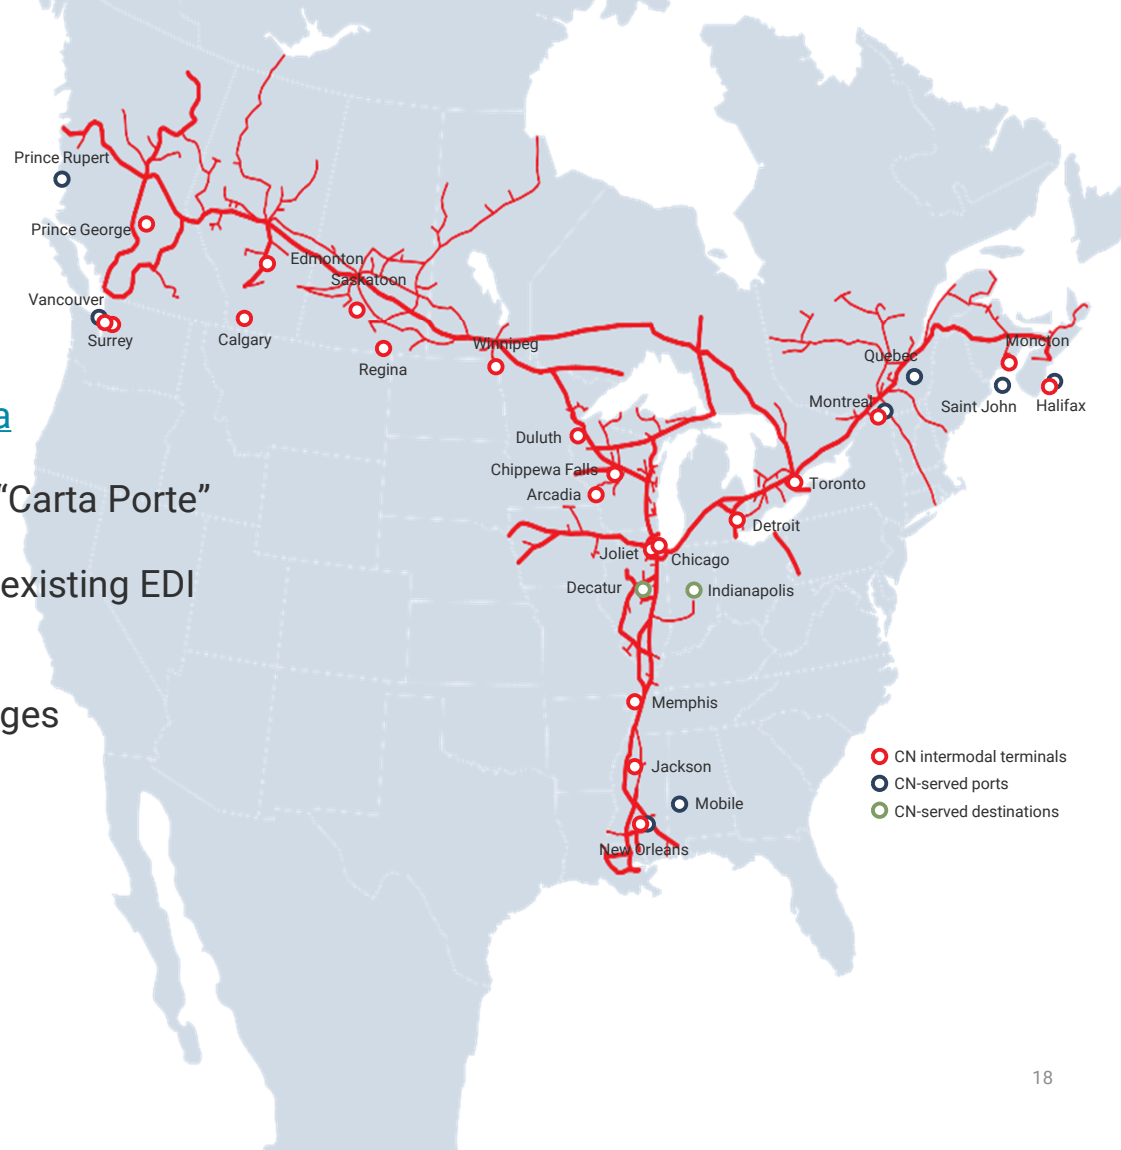 a
“Carta Porte”
existing EDI
ges
Prince Rupert
Prince George
Edmonton
Saskatoon
Vancouver
Surrey
Calgary
Regina
Winnipeg
Duluth
Chippewa Falls
Arcadia
Joliet
Chicago
Decatur
Indianapolis
Detroit
Toronto
Montreal
Quebec
Moncton
Saint John
Halifax
Memphis
Jackson
Mobile
New Orleans
CN intermodal terminals
CN-served ports
CN-served destinations
18